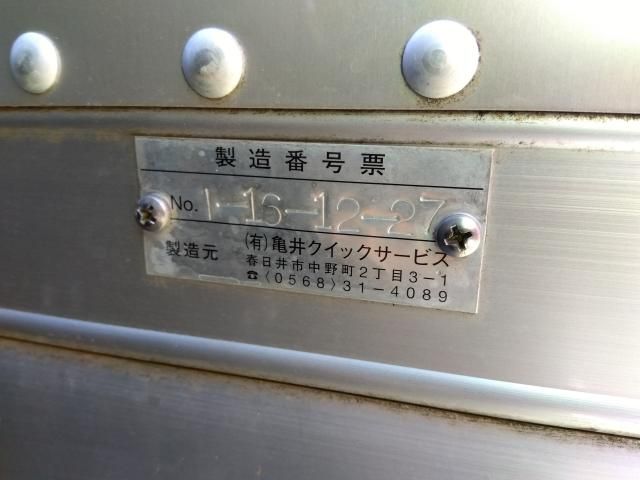 製造番号票
No. 1-16-12-27
製造元 (有)亀井クイックサービス
春日井市中野町2丁目3-1
☎(0568)31-4089